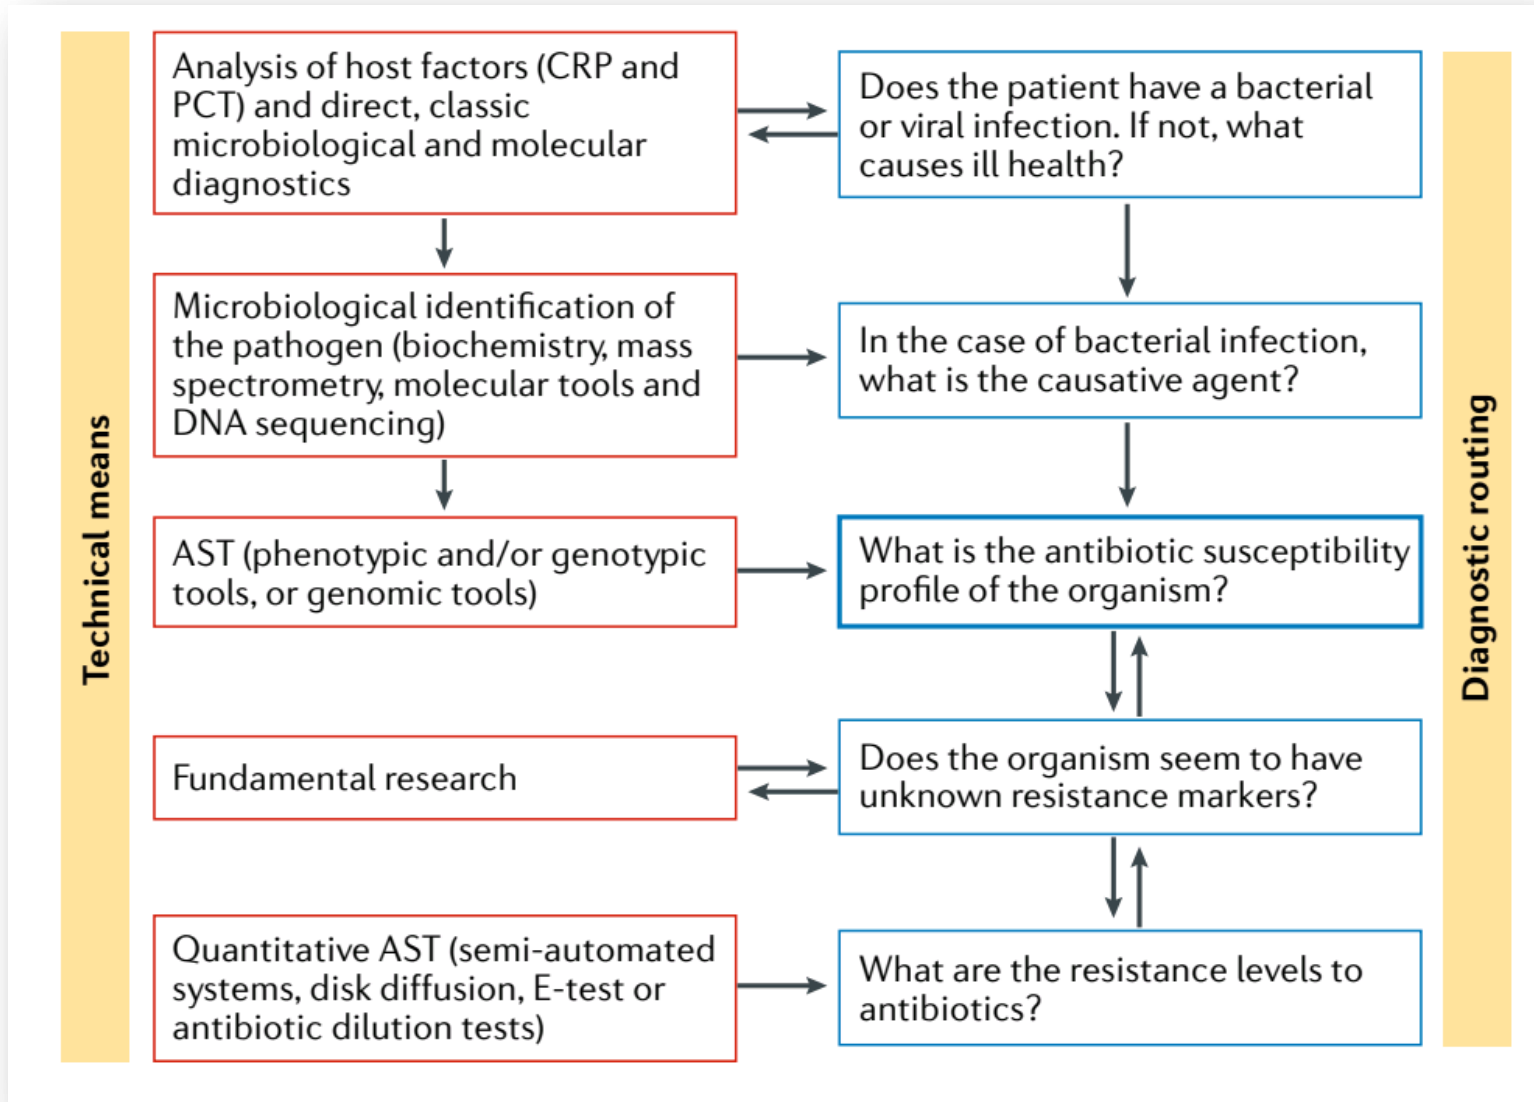 Technical means
Analysis of host factors (CRP and
PCT) and direct, classic
microbiological and molecular
diagnostics
Does the patient have a bacterial
or viral infection. If not, what
causes ill health?
Microbiological identification of
the pathogen (biochemistry, mass
spectrometry, molecular tools and
DNA sequencing)
In the case of bacterial infection,
what is the causative agent?
AST (phenotypic and/or genotypic
tools, or genomic tools)
What is the antibiotic susceptibility
profile of the organism?
Fundamental research
Does the organism seem to have
unknown resistance markers?
Quantitative AST (semi-automated
systems, disk diffusion, E-test or
antibiotic dilution tests)
What are the resistance levels to
antibiotics?
Diagnostic routing